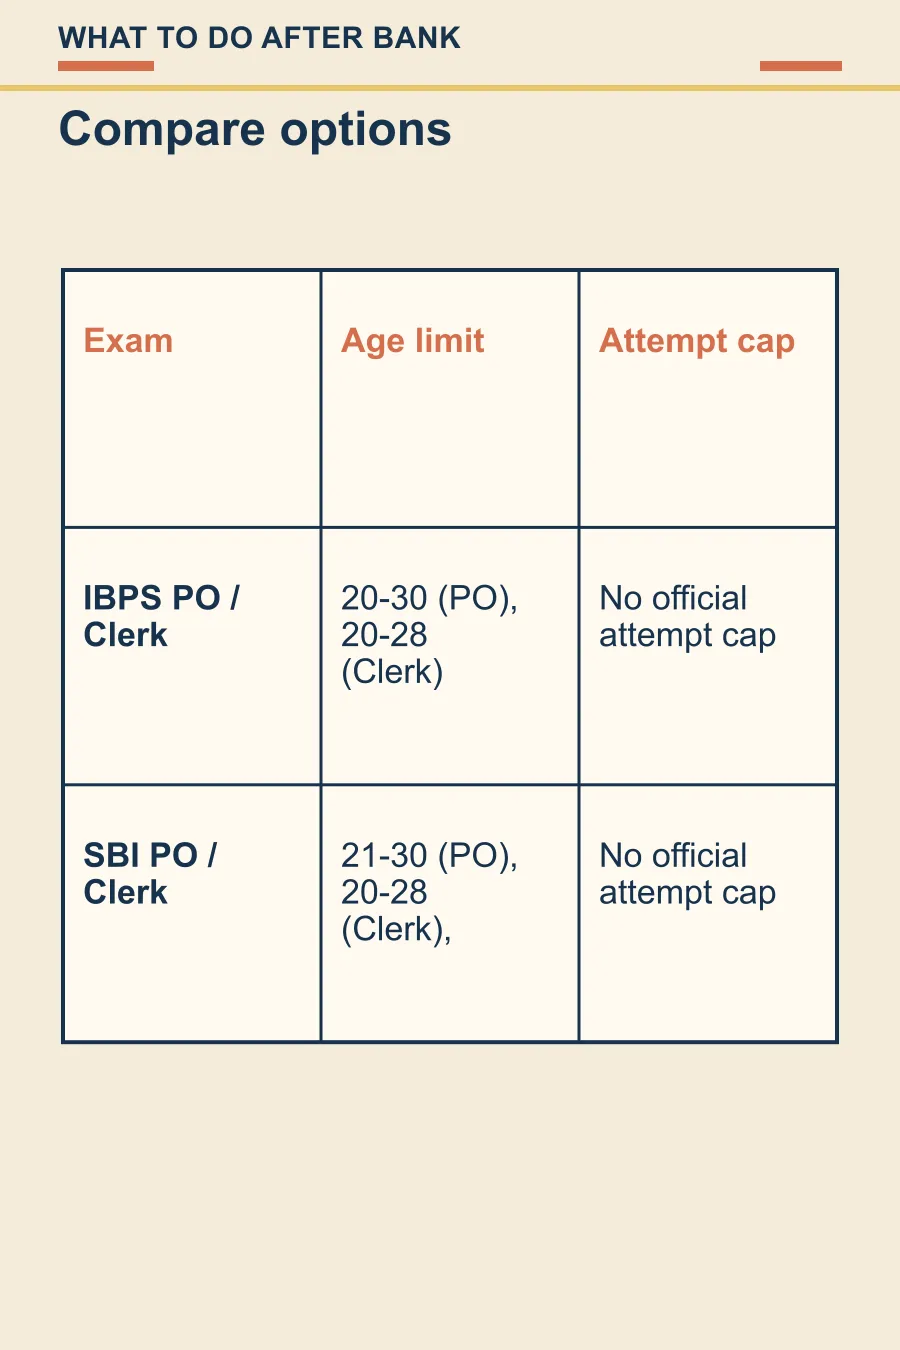 WHAT TO DO AFTER BANK
Compare options
Exam
Age limit
Attempt cap
IBPS PO /
Clerk
20-30 (PO),
20-28
(Clerk)
No official
attempt cap
SBI PO /
Clerk
21-30 (PO),
20-28
(Clerk),
No official
attempt cap